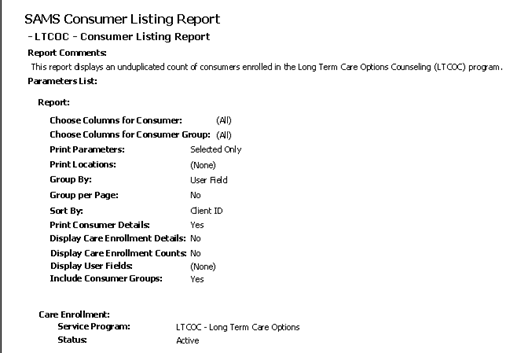 SAMS Consumer Listing Report
- LTCOC - Consumer Listing Report
Report Comments:
This report displays an unduplicated count of consumers enrolled in the Long Term Care Options Counseling (LTCOC) program.
Parameters List:
Report:
Choose Columns for Consumer: (All)
Choose Columns for Consumer Group: (All)
Print Parameters: Selected Only
Print Locations: (None)
Group By: User Field
Group per Page: No
Sort By: Client ID
Print Consumer Details: Yes
Display Care Enrollment Details: No
Display Care Enrollment Counts: No
Display User Fields: (None)
Include Consumer Groups: Yes
Care Enrollment:
Service Program: LTCOC - Long Term Care Options
Status: Active